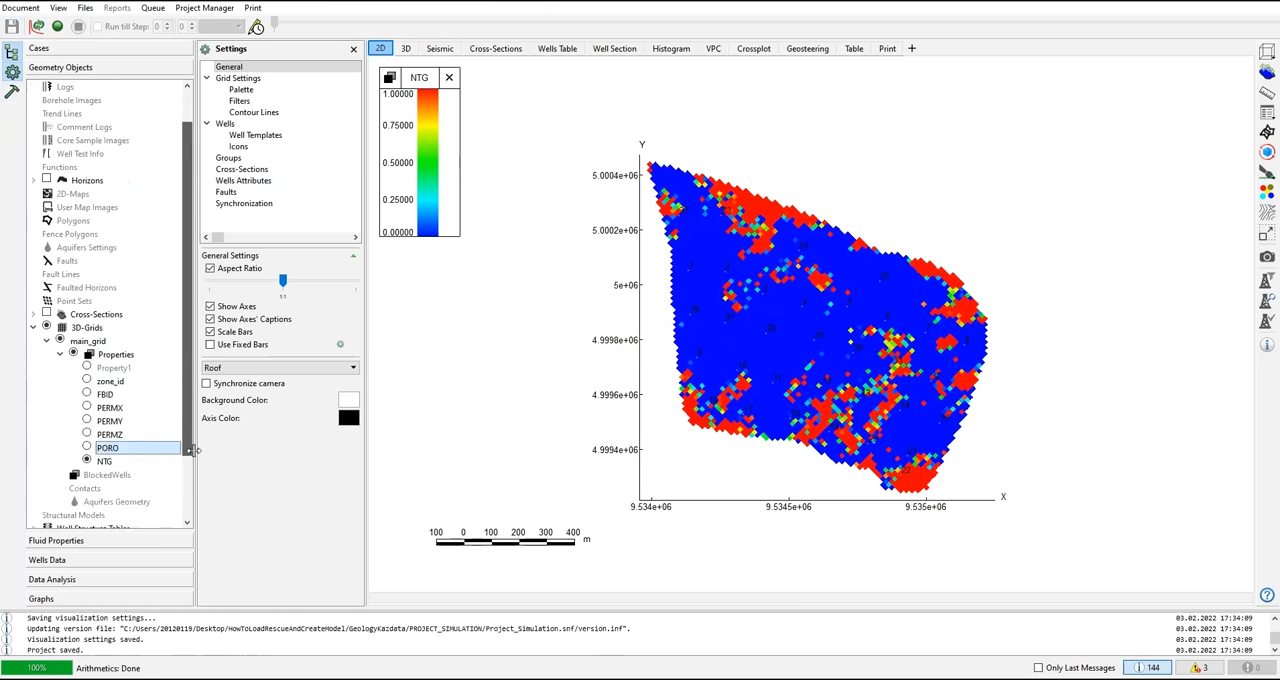 Document View Files Reports Queue Project Manager Print
Run till Step: 0 0
Cases
Geometry Objects
Logs
Borehole Images
Trend Lines
Comment Logs
Core Sample Images
Well Test Info
Functions
Horizons
2D-Maps
User Map Images
Polygons
Fence Polygons
Aquifers Settings
Faults
Fault Lines
Faulted Horizons
Point Sets
Cross-Sections
3D-Grids
main_grid
Properties
Property1
zone_id
FBID
PERMX
PERMY
PERMZ
PORO
NTG
BlockedWells
Contacts
Aquifers Geometry
Structural Models
Well Structure Tables
Fluid Properties
Wells Data
Data Analysis
Graphs
Settings
General
Grid Settings
Palette
Filters
Contour Lines
Wells
Well Templates
Icons
Groups
Cross-Sections
Wells Attributes
Faults
Synchronization
General Settings
Aspect Ratio
1:1
Show Axes
Show Axes' Captions
Scale Bars
Use Fixed Bars
Roof
Synchronize camera
Background Color:
Axis Color:
2D 3D Seismic Cross-Sections Wells Table Well Section Histogram VPC Crossplot Geosteering Table Print
NTG
1.00000
0.75000
0.50000
0.25000
0.00000
Y
5.0004e+06
5.0002e+06
5e+06
4.9998e+06
4.9996e+06
4.9994e+06
X
9.534e+06 9.5345e+06 9.535e+06
100 0 100 200 300 400 m
Saving visualization settings... 03.02.2022 17:34:09
Updating version file: "C:/Users/20120119/Desktop/HowToLoadRescueAndCreateModel/GeologyKazdata/PROJECT_SIMULATION/Project_Simulation.snf/version.inf". 03.02.2022 17:34:09
Visualization settings saved. 03.02.2022 17:34:09
Project saved. 03.02.2022 17:34:09
100% Arithmetics: Done Only Last Messages 144 3 0